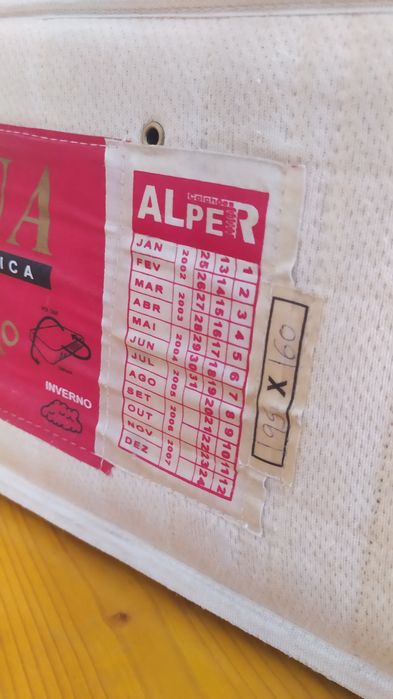 UA
ICA
INVERNO
Colchões
ALPER
JAN
FEV
MAR
ABR
MAI
JUN
JUL
AGO
SET
OUT
NOV
DEZ
2002 2003 2004 2005 2006 2007
25 26 27 28 29 30 31
13 14 15 16 17 18 19 20 21 22 23 24
1 2 3 4 5 6 7 8 9 10 11 12
195 X 160